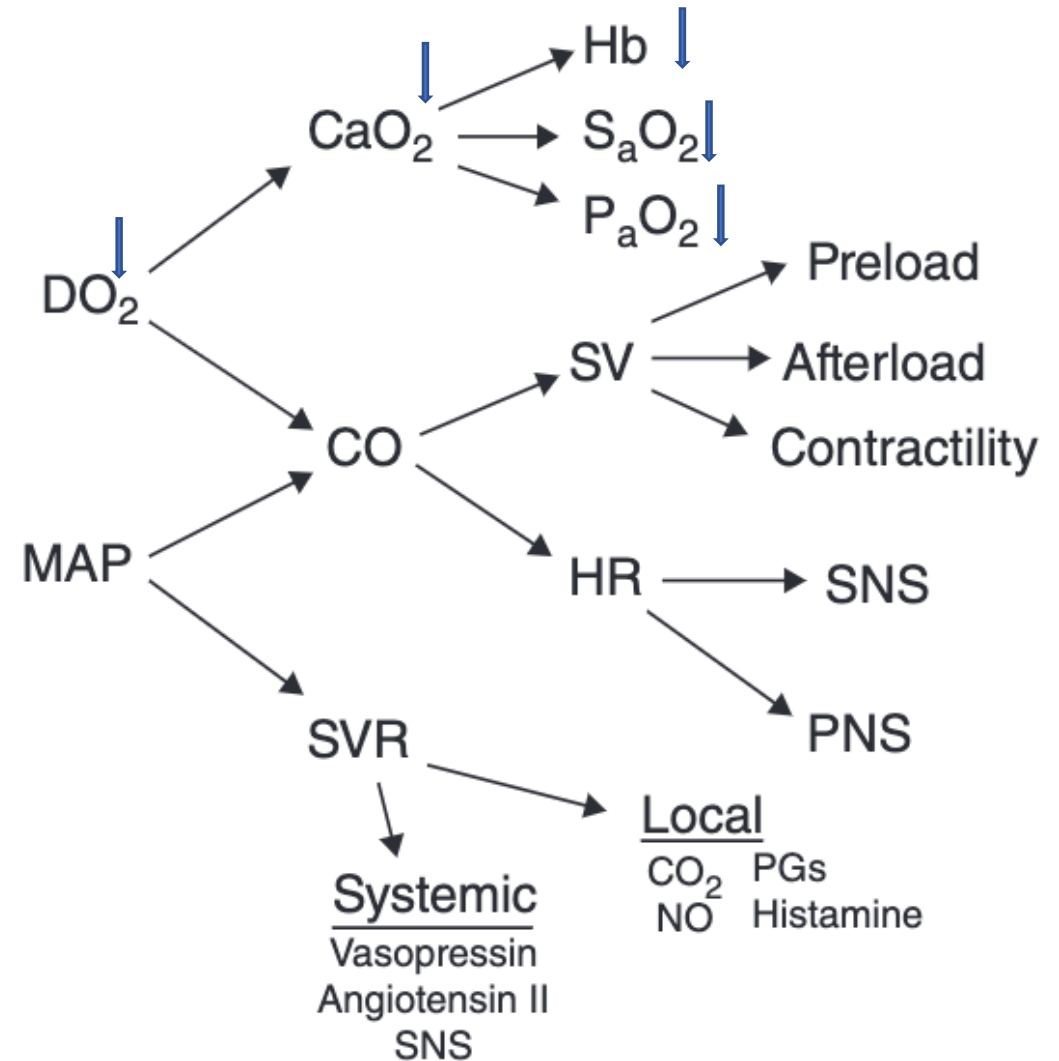 Hb
CaO₂
SₐO₂
PₐO₂
DO₂
Preload
SV
Afterload
CO
Contractility
MAP
HR
SNS
PNS
SVR
Local
CO₂ PGs
NO Histamine
Systemic
Vasopressin
Angiotensin II
SNS